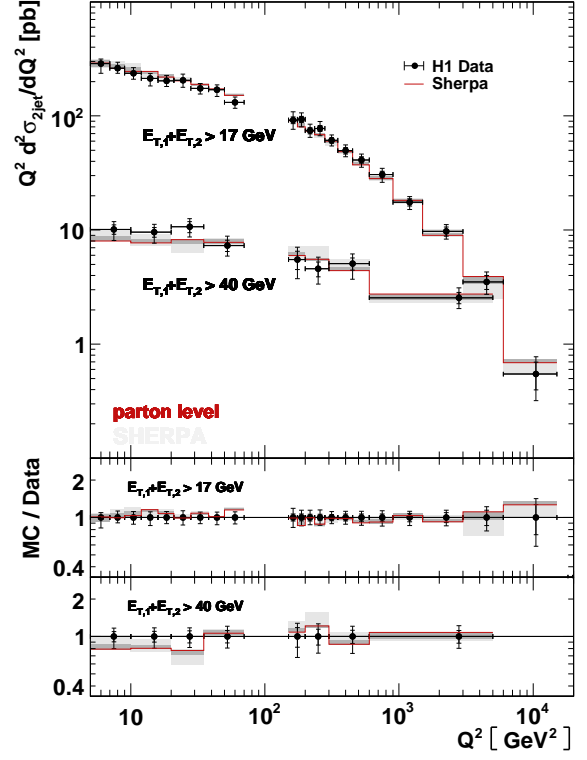 Q² d²σ_2jet/dQ² [pb]
10²
10
1
H1 Data
Sherpa
E_T,1+E_T,2 > 17 GeV
E_T,1+E_T,2 > 40 GeV
parton level
SHERPA
MC / Data
2
1
0.4
E_T,1+E_T,2 > 17 GeV
2
1
0.4
E_T,1+E_T,2 > 40 GeV
10 10² 10³ 10⁴
Q² [ GeV² ]